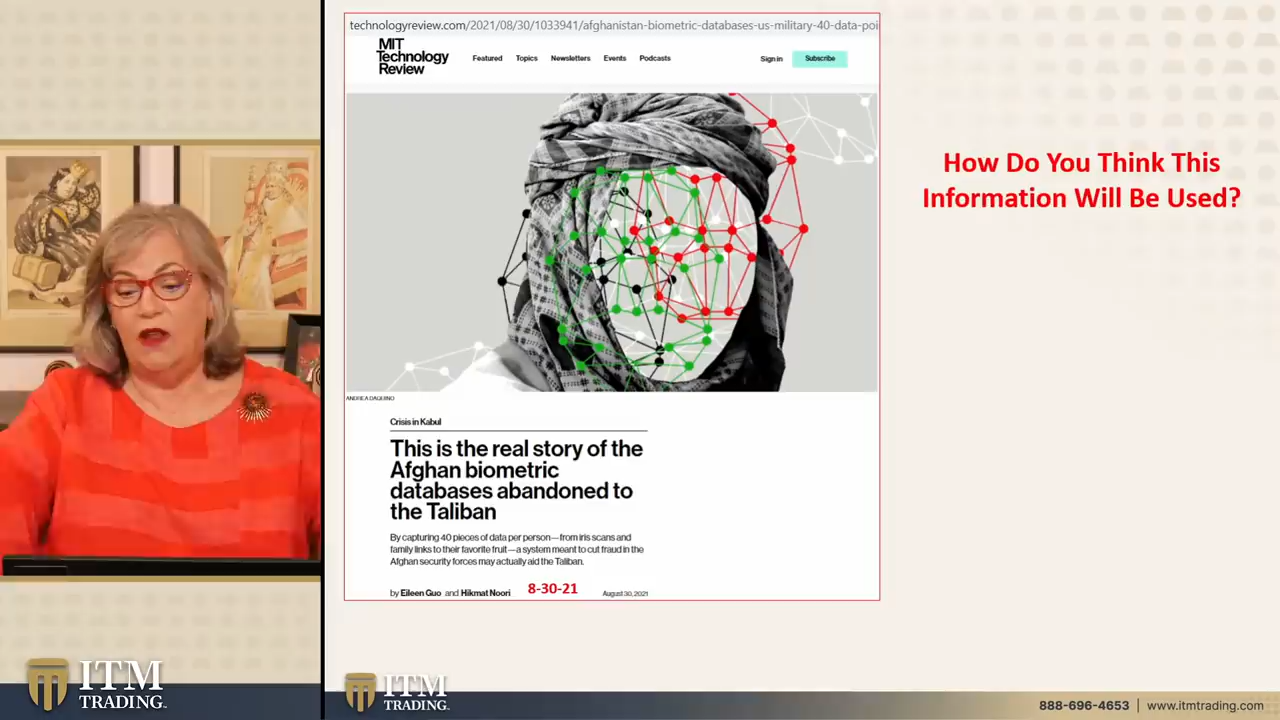 technologyreview.com/2021/08/30/1033941/afghanistan-biometric-databases-us-military-40-data-poi
MIT
Technology
Review
Featured Topics Newsletters Events Podcasts
Sign in Subscribe
ANDREA DAQUINO
Crisis in Kabul
This is the real story of the
Afghan biometric
databases abandoned to
the Taliban
By capturing 40 pieces of data per person—from iris scans and
family links to their favorite fruit—a system meant to cut fraud in the
Afghan security forces may actually aid the Taliban.
by Eileen Guo and Hikmat Noori 8-30-21 August 30, 2021
How Do You Think This
Information Will Be Used?
ITM
TRADING
ITM
TRADING
888-696-4653 | www.itmtrading.com